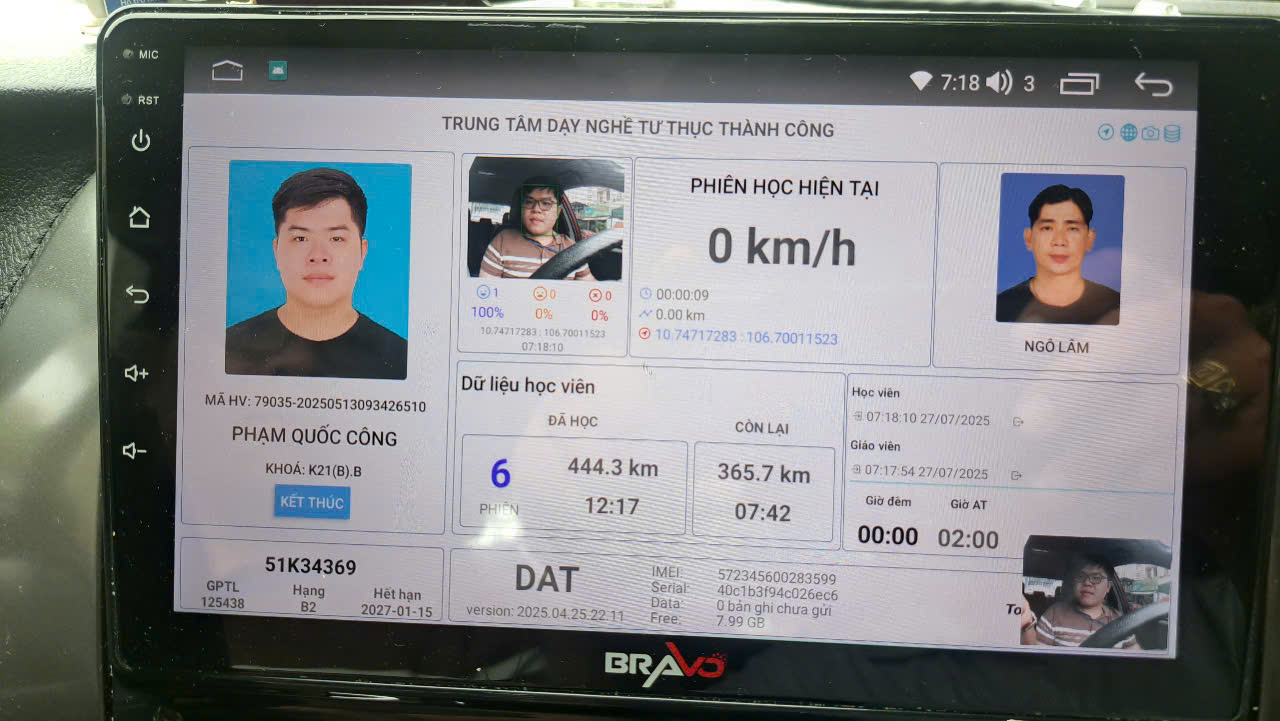 MIC
RST
7:18
3
TRUNG TÂM DẠY NGHỀ TƯ THỤC THÀNH CÔNG
MÃ HV: 79035-20250513093426510
PHẠM QUỐC CÔNG
KHOÁ: K21(B).B
KẾT THÚC
1
0
0
100%
0%
0%
10.74717283 : 106.70011523
07:18:10
PHIÊN HỌC HIỆN TẠI
0 km/h
00:00:09
0.00 km
10.74717283 : 106.70011523
NGÔ LÂM
Dữ liệu học viên
ĐÃ HỌC
CÒN LẠI
6
PHIÊN
444.3 km
12:17
365.7 km
07:42
Học viên
07:18:10 27/07/2025
Giáo viên
07:17:54 27/07/2025
Giờ đêm
Giờ AT
00:00
02:00
51K34369
GPTL
Hạng
Hết hạn
125438
B2
2027-01-15
DAT
version: 2025.04.25.22.11
IMEI: 572345600283599
Serial: 40c1b3f94c026ec6
Data: 0 bản ghi chưa gửi
Free: 7.99 GB
BRAVO